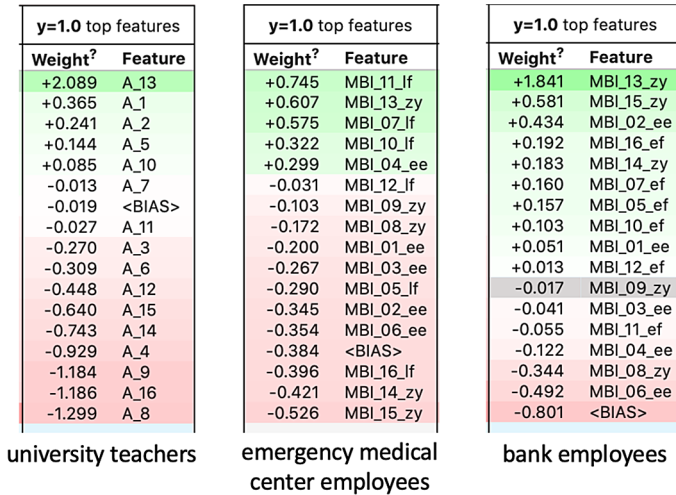 y=1.0 top features
Weight? Feature
+2.089 A_13
+0.365 A_1
+0.241 A_2
+0.144 A_5
+0.085 A_10
-0.013 A_7
-0.019 <BIAS>
-0.027 A_11
-0.270 A_3
-0.309 A_6
-0.448 A_12
-0.640 A_15
-0.743 A_14
-0.929 A_4
-1.184 A_9
-1.186 A_16
-1.299 A_8
university teachers
y=1.0 top features
Weight? Feature
+0.745 MBI_11_lf
+0.607 MBI_13_zy
+0.575 MBI_07_lf
+0.322 MBI_10_lf
+0.299 MBI_04_ee
-0.031 MBI_12_lf
-0.103 MBI_09_zy
-0.172 MBI_08_zy
-0.200 MBI_01_ee
-0.267 MBI_03_ee
-0.290 MBI_05_lf
-0.345 MBI_02_ee
-0.354 MBI_06_ee
-0.384 <BIAS>
-0.396 MBI_16_lf
-0.421 MBI_14_zy
-0.526 MBI_15_zy
emergency medical
center employees
y=1.0 top features
Weight? Feature
+1.841 MBI_13_zy
+0.581 MBI_15_zy
+0.434 MBI_02_ee
+0.192 MBI_16_ef
+0.183 MBI_14_zy
+0.160 MBI_07_ef
+0.157 MBI_05_ef
+0.103 MBI_10_ef
+0.051 MBI_01_ee
+0.013 MBI_12_ef
-0.017 MBI_09_zy
-0.041 MBI_03_ee
-0.055 MBI_11_ef
-0.122 MBI_04_ee
-0.344 MBI_08_zy
-0.492 MBI_06_ee
-0.801 <BIAS>
bank employees